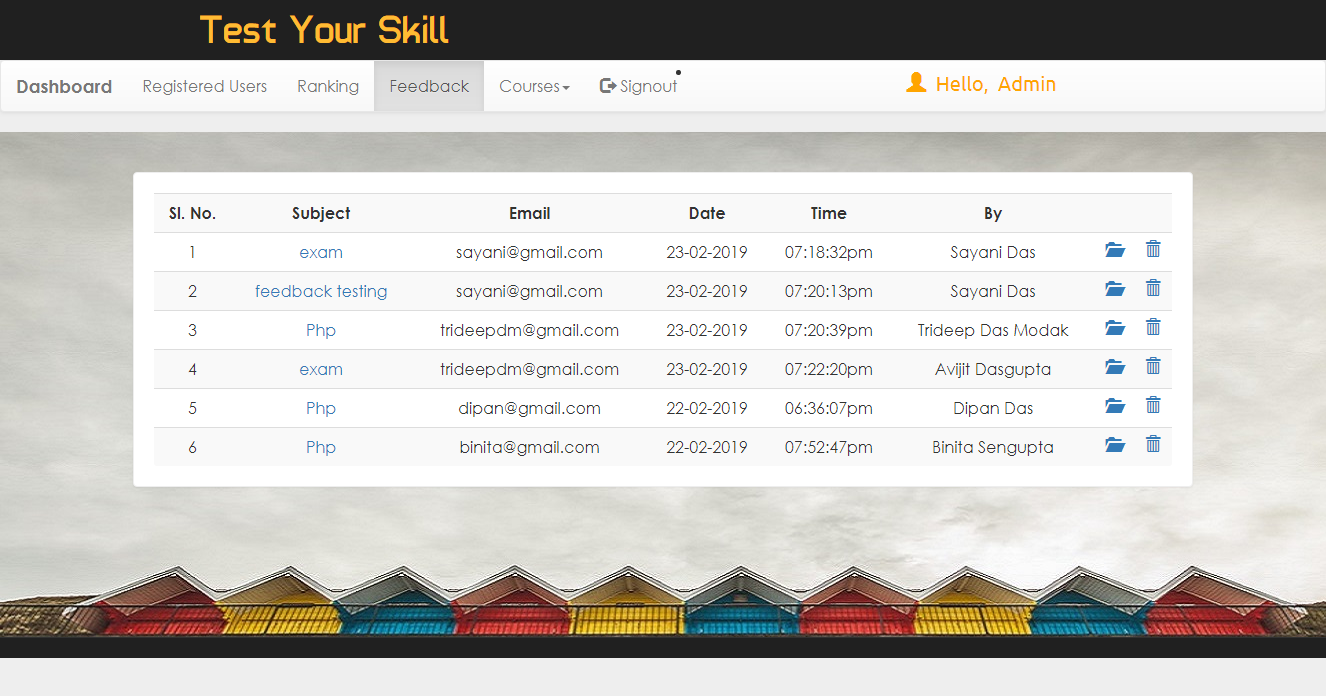 Test Your Skill
Dashboard Registered Users Ranking Feedback Courses Signout Hello, Admin
Sl. No. Subject Email Date Time By
1 exam sayani@gmail.com 23-02-2019 07:18:32pm Sayani Das
2 feedback testing sayani@gmail.com 23-02-2019 07:20:13pm Sayani Das
3 Php trideepdm@gmail.com 23-02-2019 07:20:39pm Trideep Das Modak
4 exam trideepdm@gmail.com 23-02-2019 07:22:20pm Avijit Dasgupta
5 Php dipan@gmail.com 22-02-2019 06:36:07pm Dipan Das
6 Php binita@gmail.com 22-02-2019 07:52:47pm Binita Sengupta